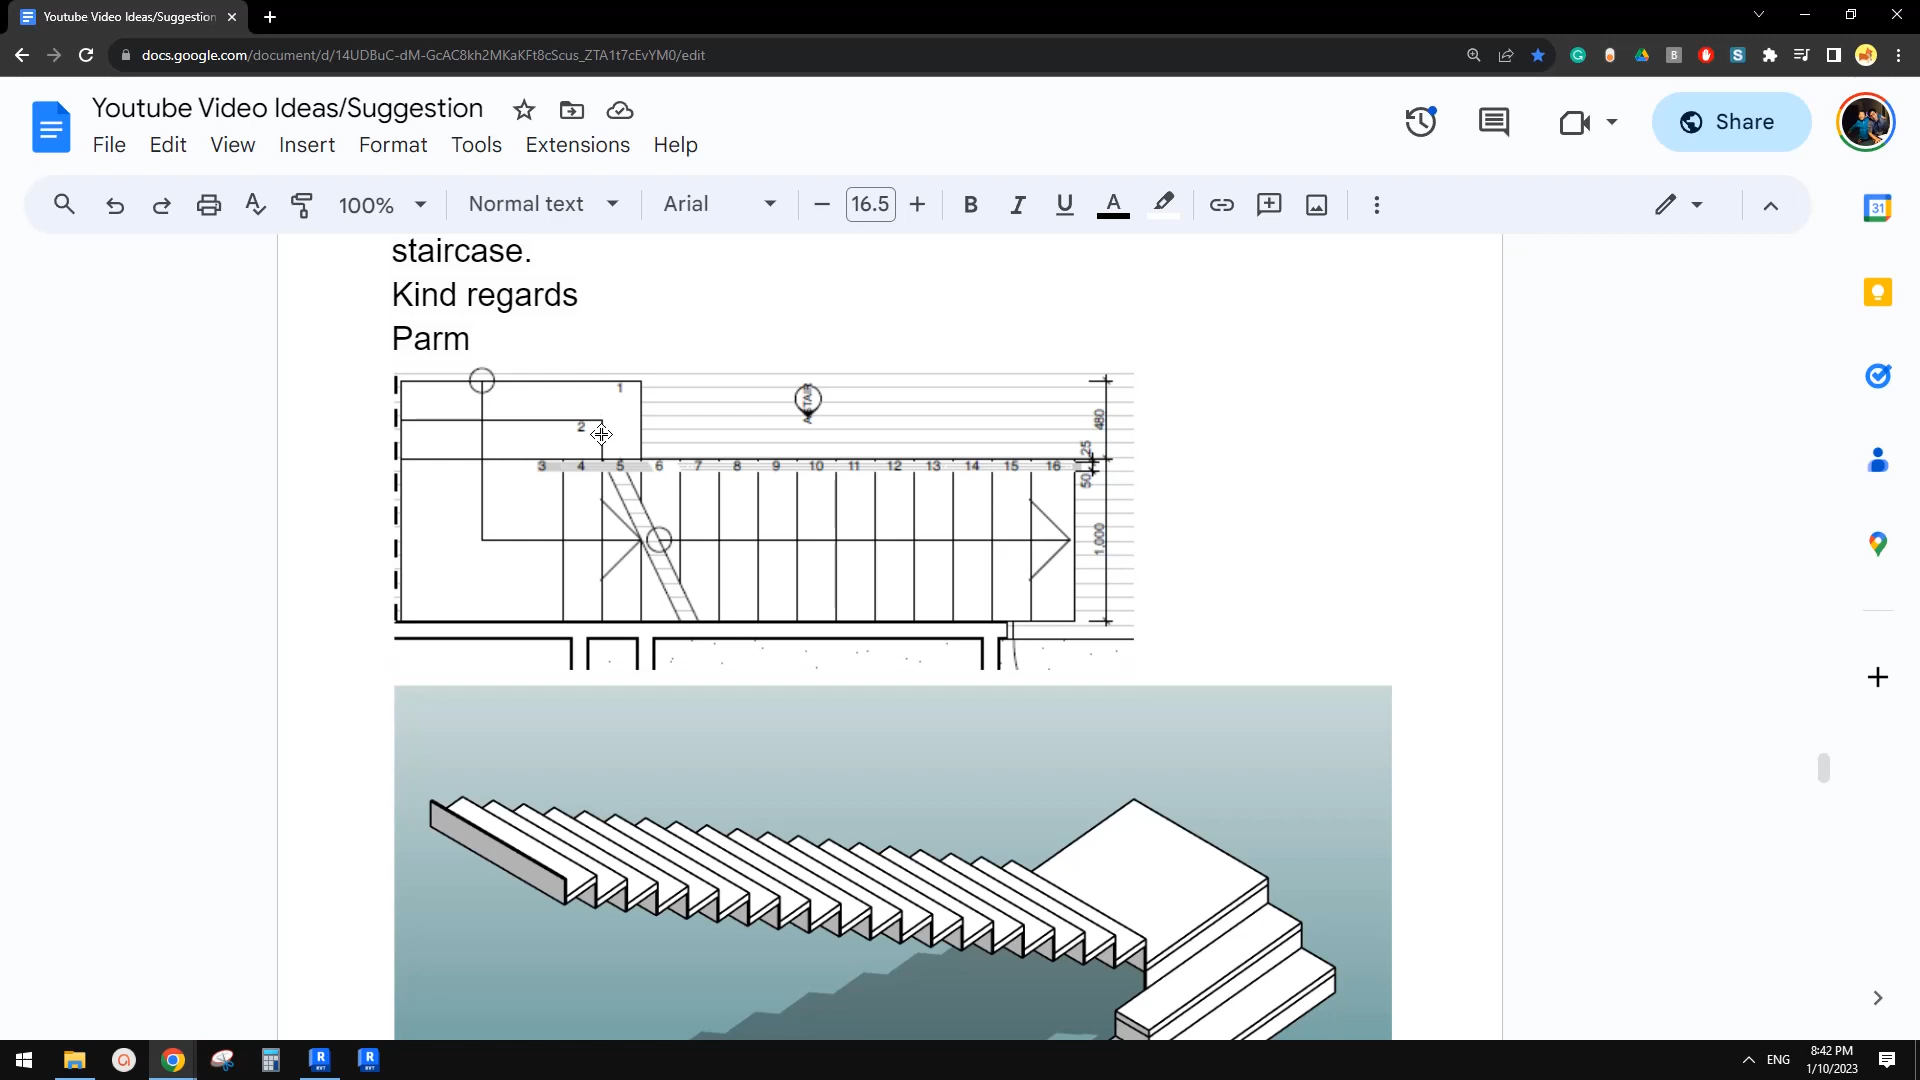 Youtube Video Ideas/Suggestion
docs.google.com/document/d/14UDBuC-dM-GcAC8kh2MKaKFt8cScus_ZTA1t7cEvYM0/edit
Youtube Video Ideas/Suggestion
Share
File Edit View Insert Format Tools Extensions Help
100% Normal text Arial 16.5 B I U A
31
staircase.
Kind regards
Parm
1
2
3 4 5 6 7 8 9 10 11 12 13 14 15 16
480
25
50
1,000
ENG
8:42 PM
1/10/2023